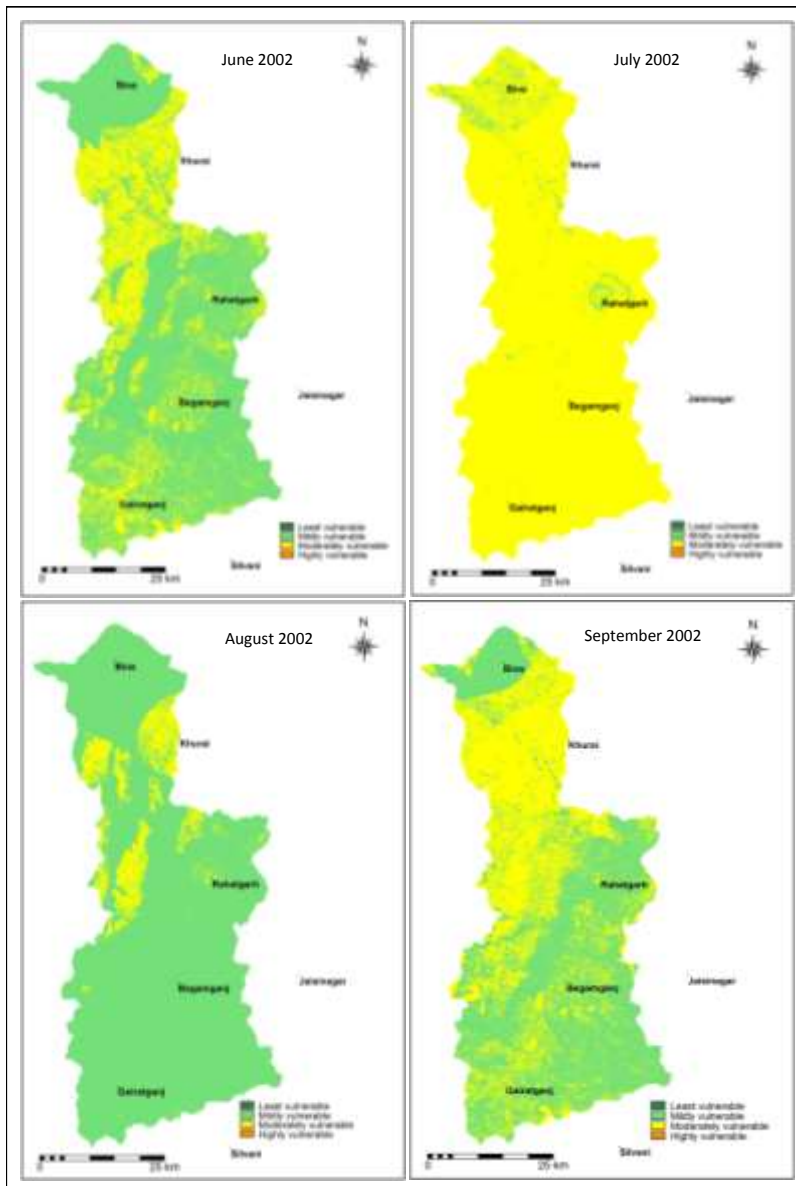 June 2002
N
Bina
Khurai
Rahatgarh
Begamganj
Jaisinagar
Gairatganj
Least vulnerable
Mildly vulnerable
Moderately vulnerable
Highly vulnerable
Silvani
0 25 km
July 2002
N
Bina
Khurai
Rahatgarh
Begamganj
Jaisinagar
Gairatganj
Least vulnerable
Mildly vulnerable
Moderately vulnerable
Highly vulnerable
Silvani
0 25 km
August 2002
N
Bina
Khurai
Rahatgarh
Begamganj
Jaisinagar
Gairatganj
Least vulnerable
Mildly vulnerable
Moderately vulnerable
Highly vulnerable
Silvani
0 25 km
September 2002
N
Bina
Khurai
Rahatgarh
Begamganj
Jaisinagar
Gairatganj
Least vulnerable
Mildly vulnerable
Moderately vulnerable
Highly vulnerable
Silvani
0 25 km